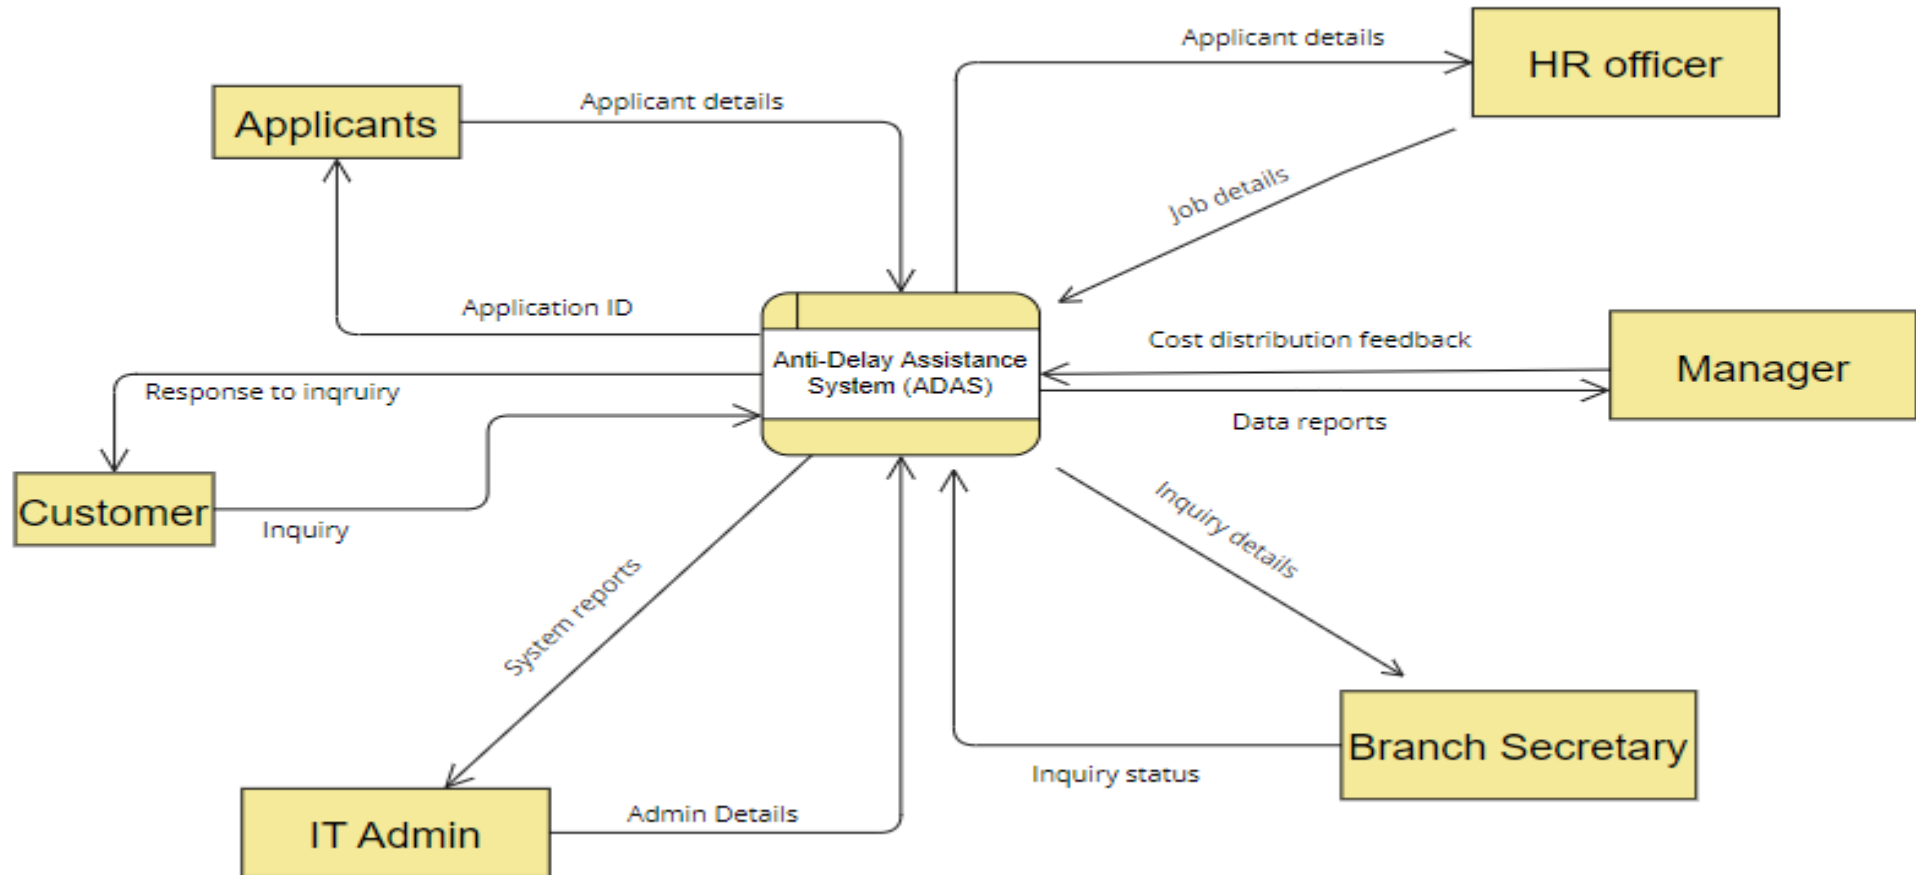 Applicant details
HR officer
Applicants
Applicant details
Job details
Application ID
Anti-Delay Assistance
System (ADAS)
Cost distribution feedback
Manager
Data reports
Response to inqruiry
Customer
Inquiry
Inquiry details
System reports
Branch Secretary
Inquiry status
IT Admin
Admin Details